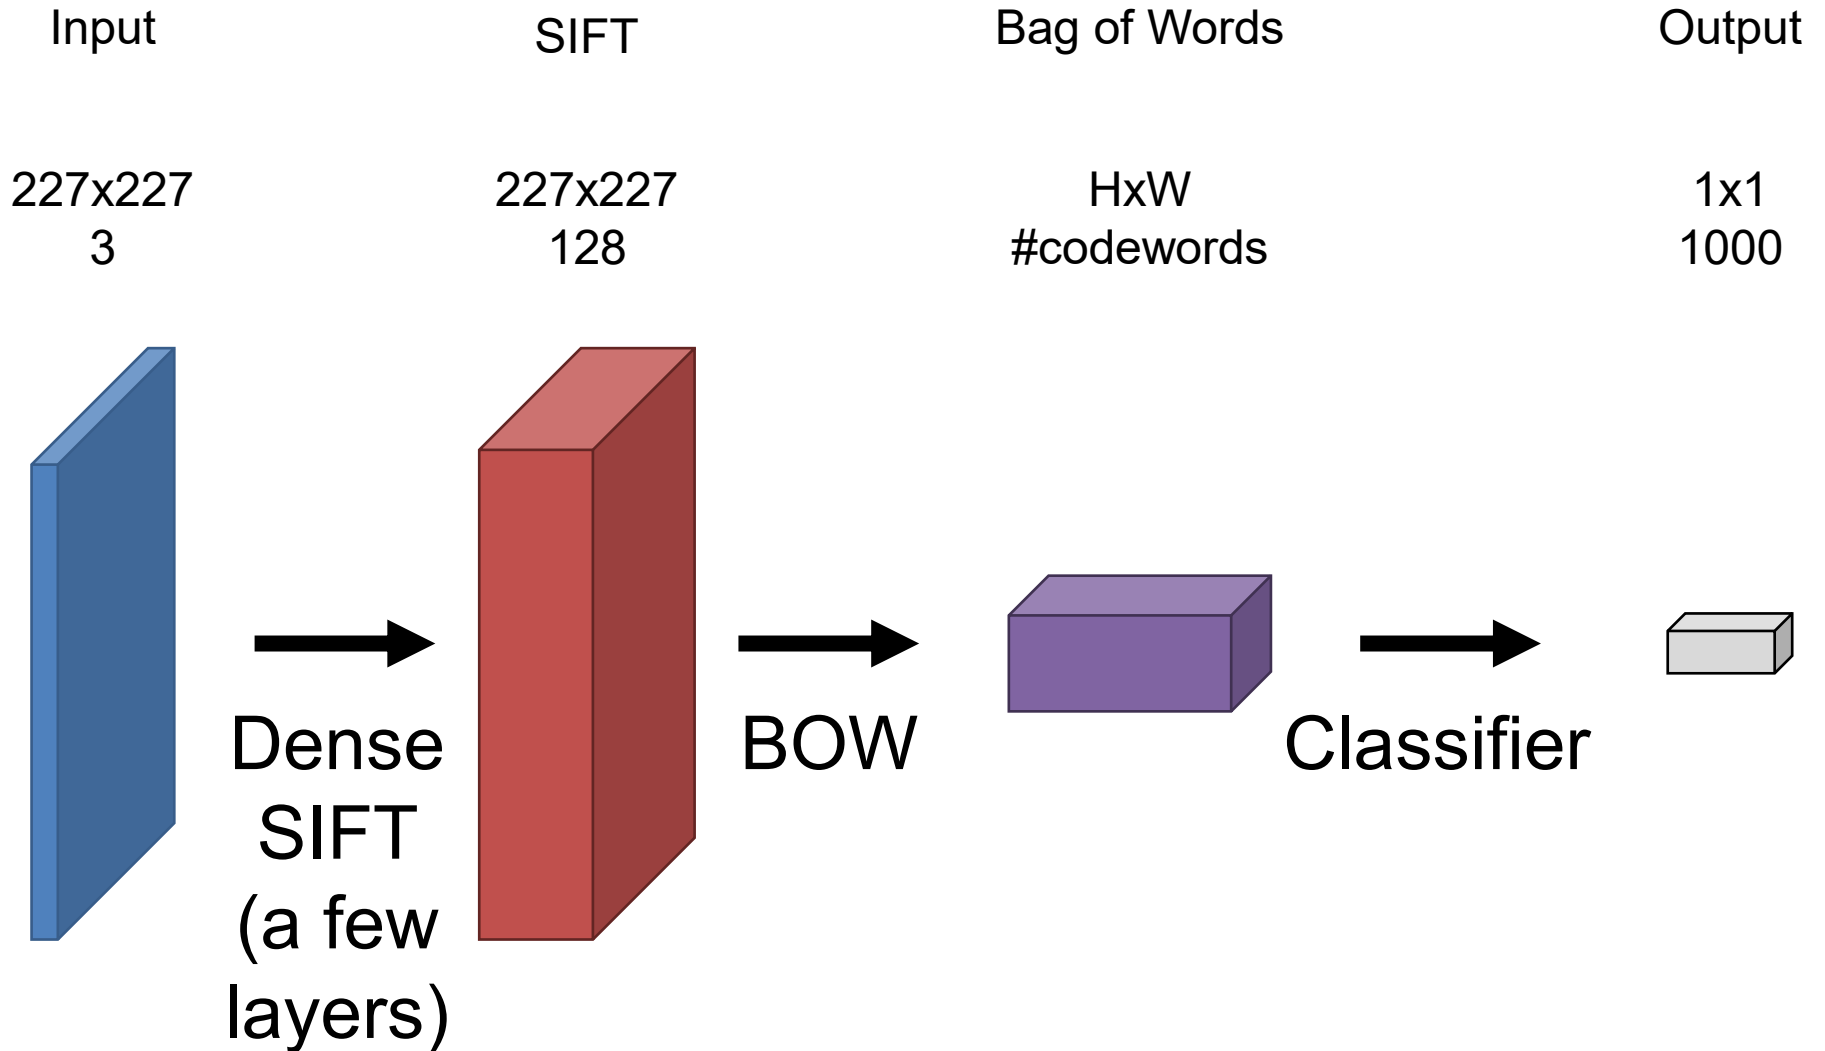 Input
SIFT
Bag of Words
Output
227x227
3
227x227
128
HxW
#codewords
1x1
1000
Dense
SIFT
(a few
layers)
BOW
Classifier